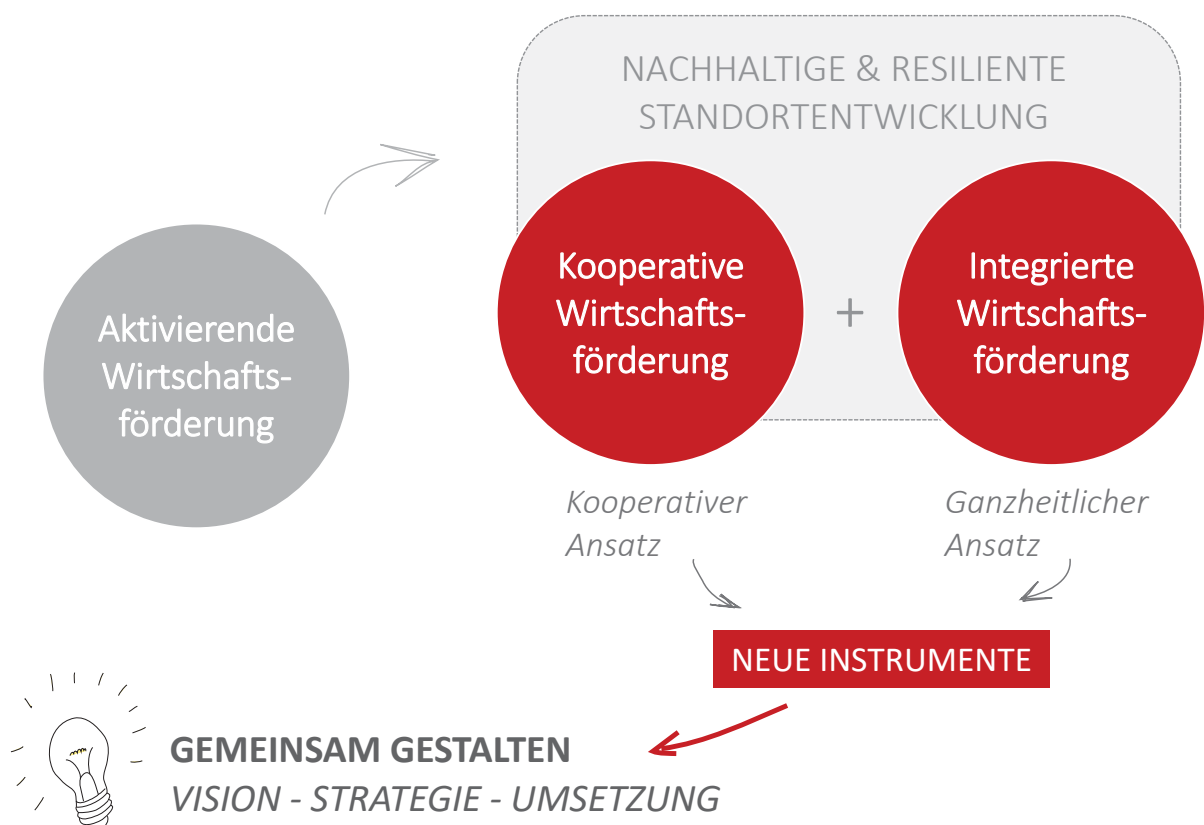 NACHHALTIGE & RESILIENTE
STANDORTENTWICKLUNG
Aktivierende
Wirtschafts-
förderung
Kooperative
Wirtschafts-
förderung
+
Integrierte
Wirtschafts-
förderung
Kooperativer
Ansatz
Ganzheitlicher
Ansatz
NEUE INSTRUMENTE
GEMEINSAM GESTALTEN
VISION - STRATEGIE - UMSETZUNG